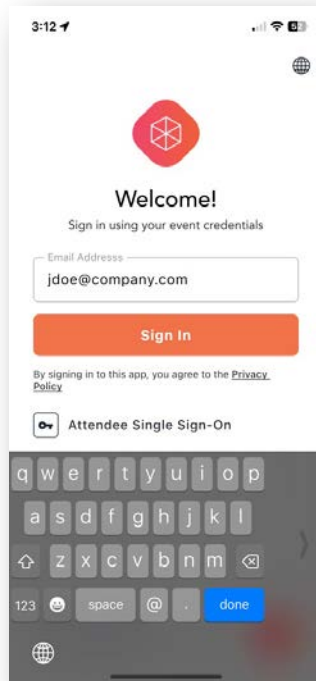 3:12
Welcome!
Sign in using your event credentials
Email Addresss
jdoe@company.com
Sign In
By signing in to this app, you agree to the Privacy
Policy
Attendee Single Sign-On
q w e r t y u i o p
a s d f g h j k l
z x c v b n m
123 space @ . done